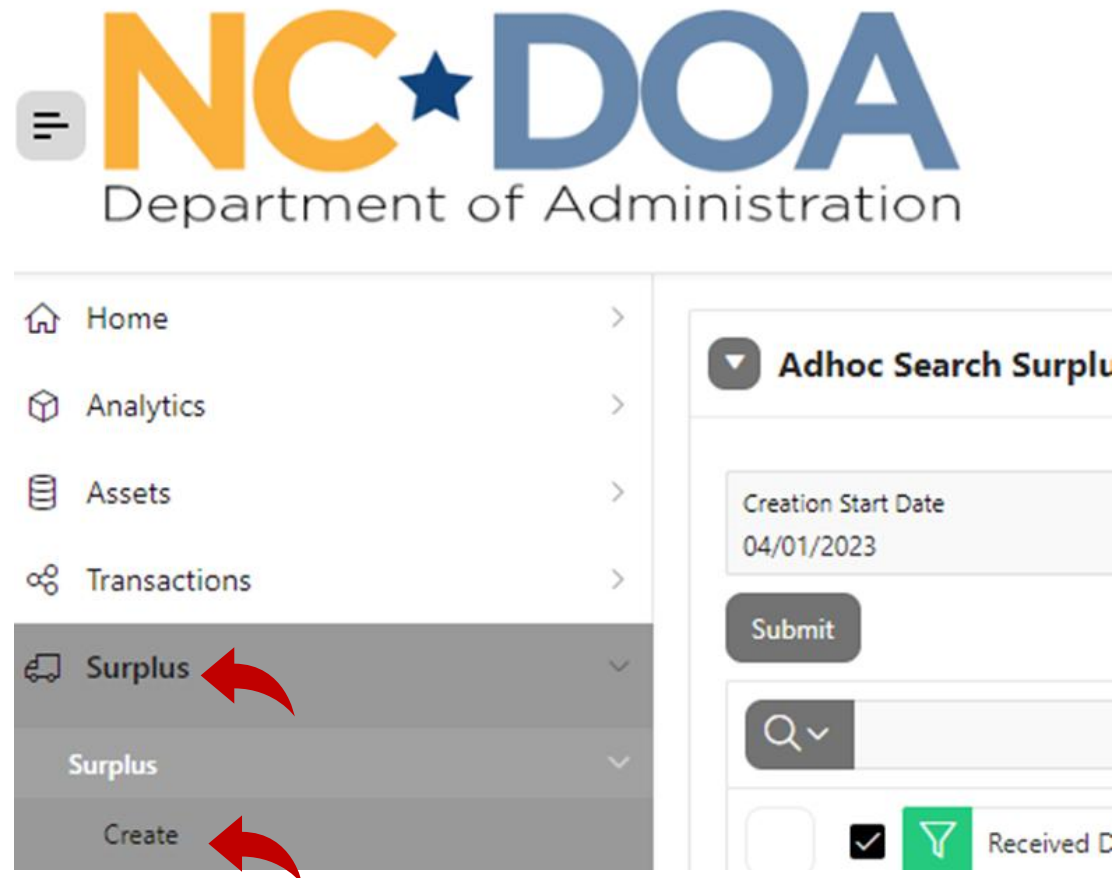 NC★DOA
Department of Administration
Home
Analytics
Assets
Transactions
Surplus
Surplus
Create
Adhoc Search Surplu
Creation Start Date
04/01/2023
Submit
Received D